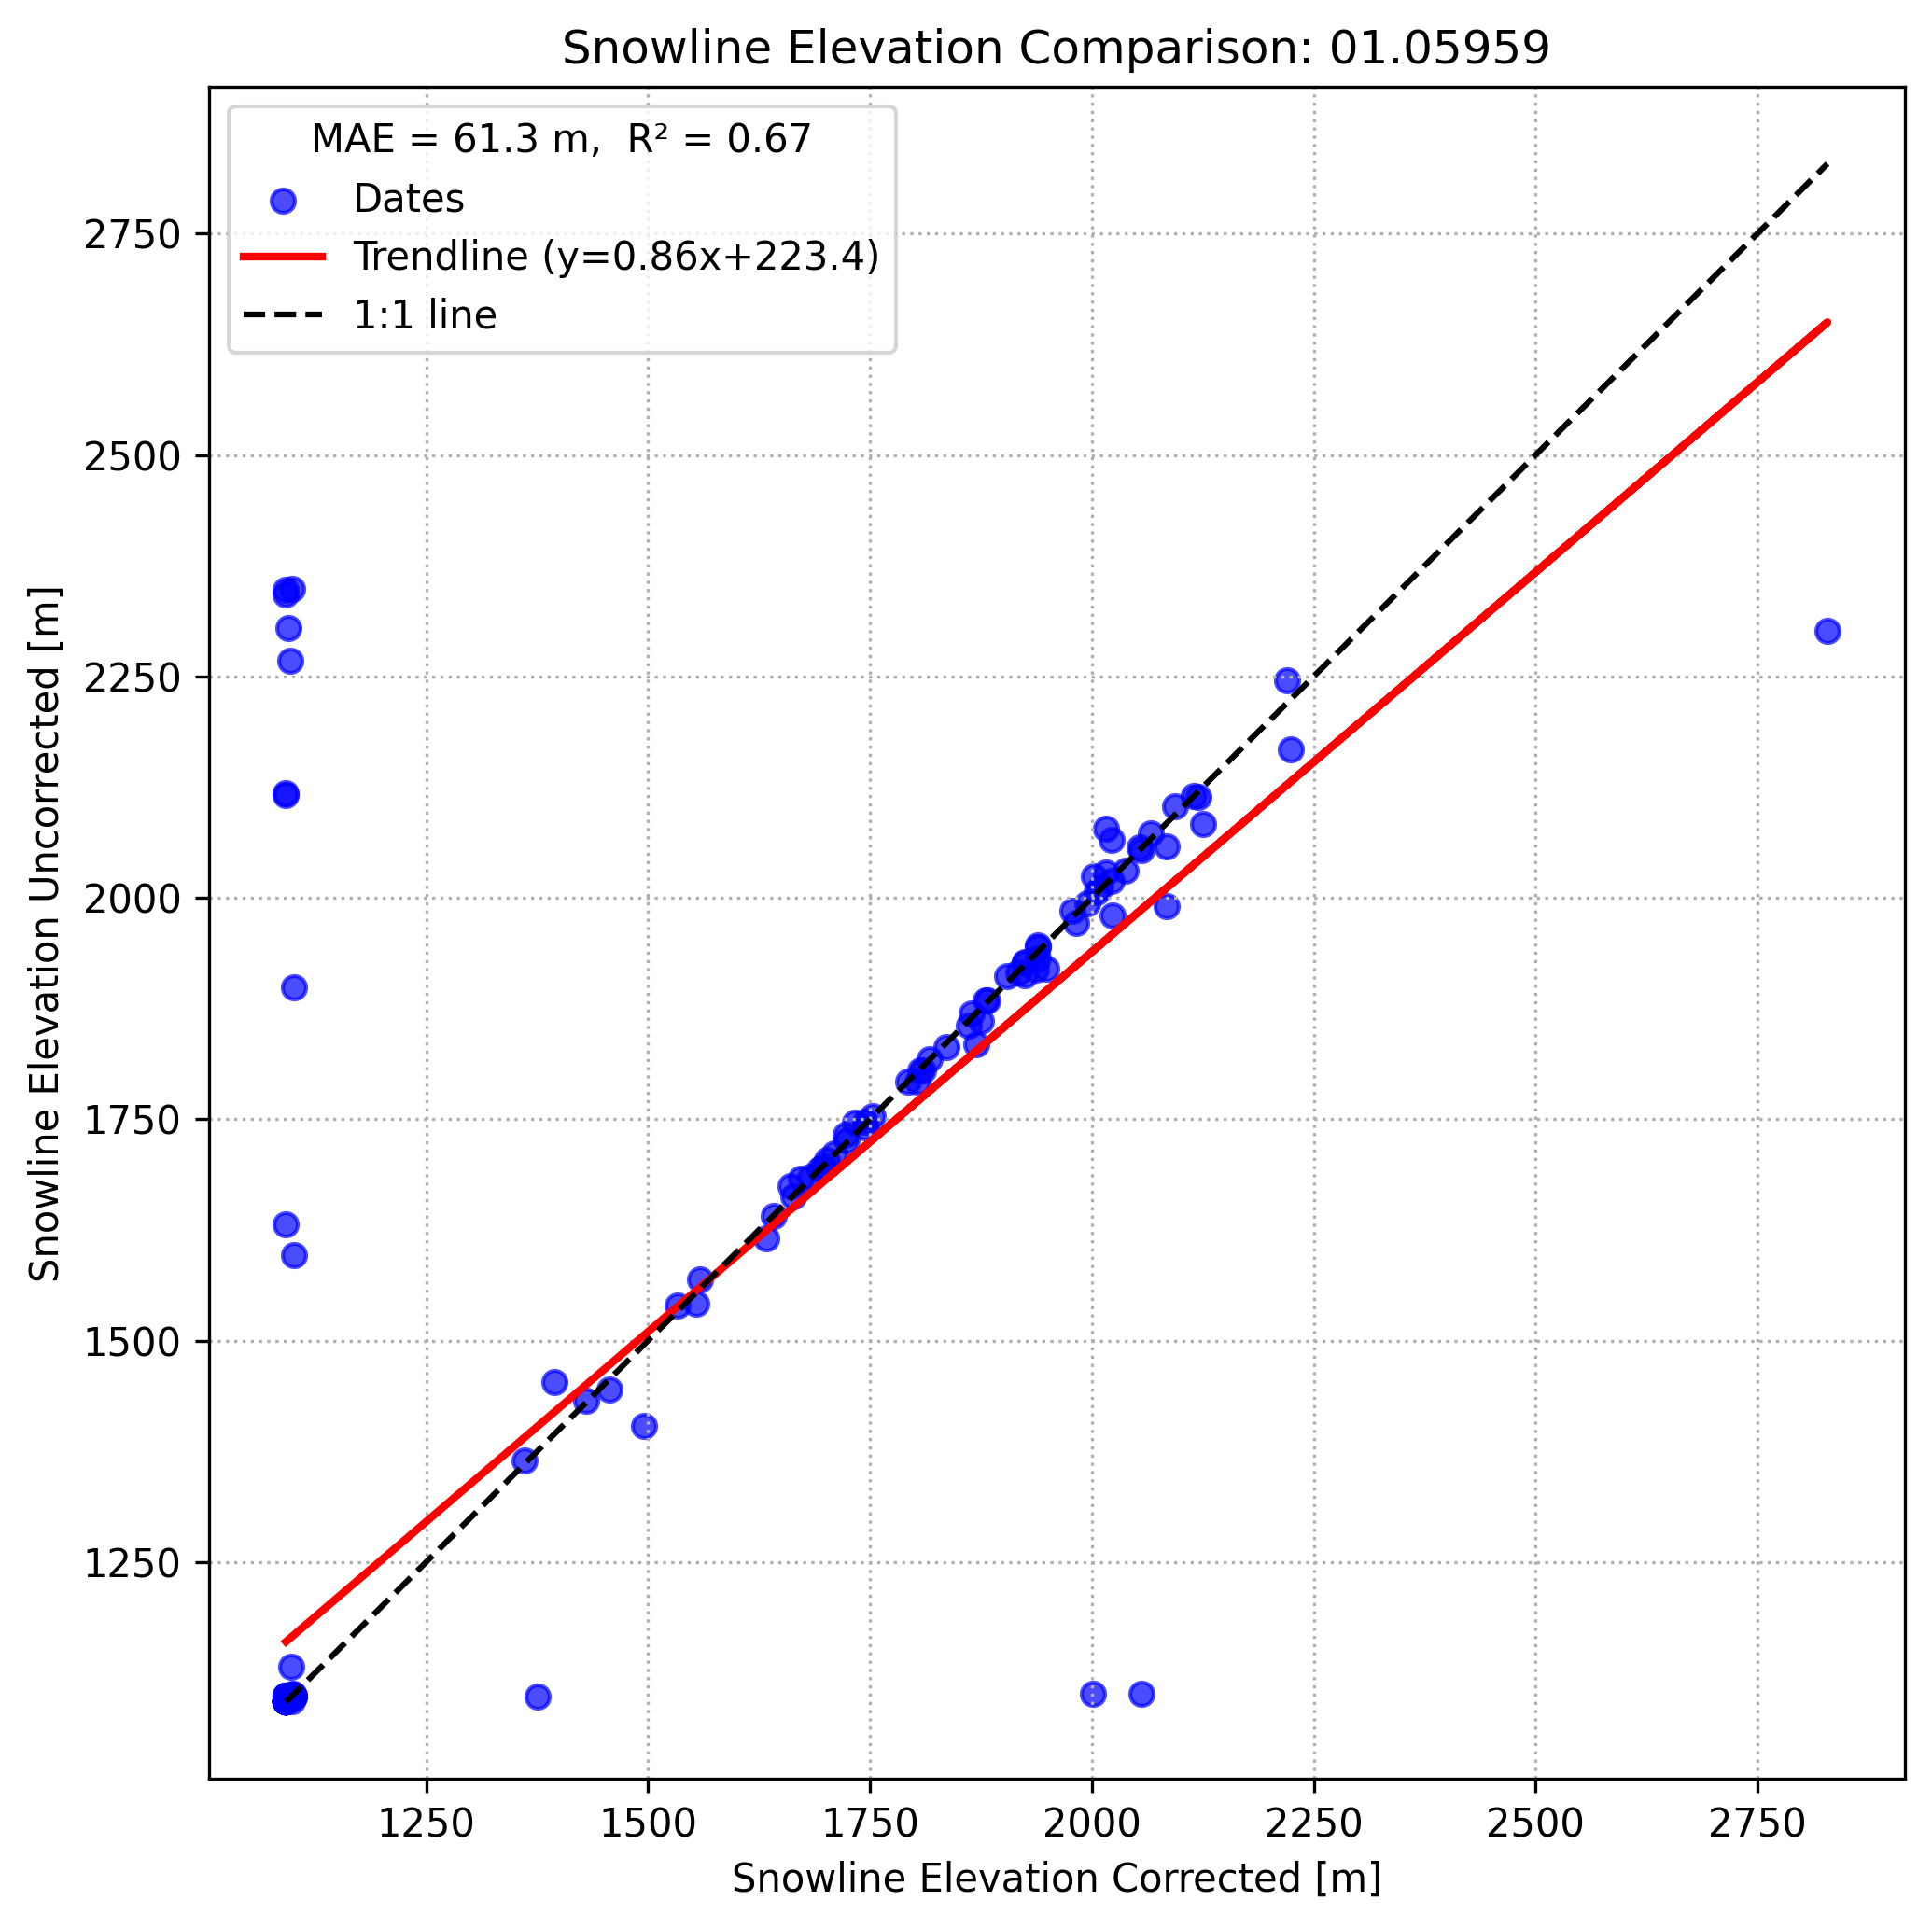 Snowline Elevation Comparison: 01.05959
MAE = 61.3 m,  R² = 0.67
Dates
Trendline (y=0.86x+223.4)
1:1 line
2750
2500
2250
2000
1750
1500
1250
Snowline Elevation Uncorrected [m]
1250 1500 1750 2000 2250 2500 2750
Snowline Elevation Corrected [m]